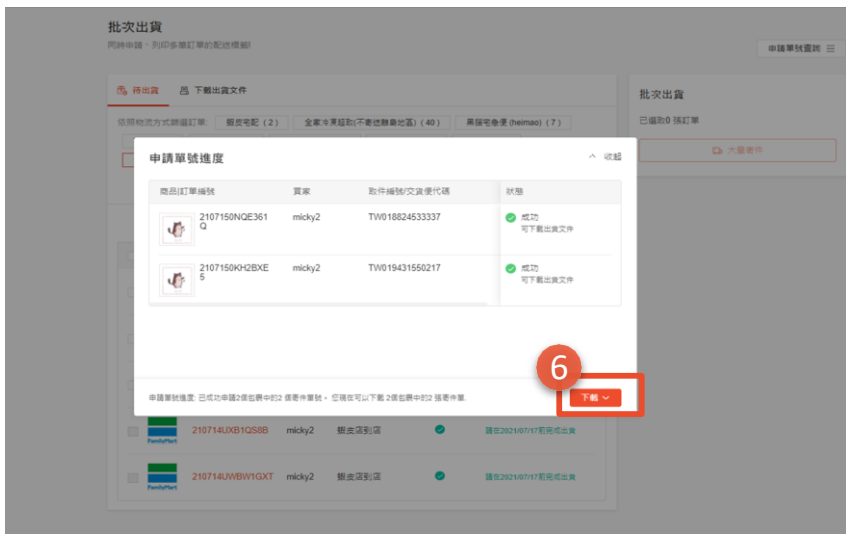 批次出貨
同時申請、列印多筆訂單的配送標籤!
申請單號查詢
待出貨
下載出貨文件
依照物流方式篩選訂單:
蝦皮宅配 ( 2 )
全家冷凍超取(不寄送離島地區) ( 40 )
黑貓宅急便 (heimao) ( 7 )
批次出貨
已選取0 張訂單
大量寄件
申請單號進度
收起
商品|訂單編號
買家
取件編號/交貨便代碼
狀態
2107150NQE361
Q
micky2
TW018824533337
成功
可下載出貨文件
2107150KH2BXE
5
micky2
TW019431550217
成功
可下載出貨文件
6
申請單號進度: 已成功申請2個包裹中的2 個寄件單號。 您現在可以下載 2個包裹中的2 張寄件單.
下載
FamilyMart
210714UXB1QS8B
micky2
蝦皮店到店
請在2021/07/17前完成出貨
FamilyMart
210714UWBW1GXT
micky2
蝦皮店到店
請在2021/07/17前完成出貨